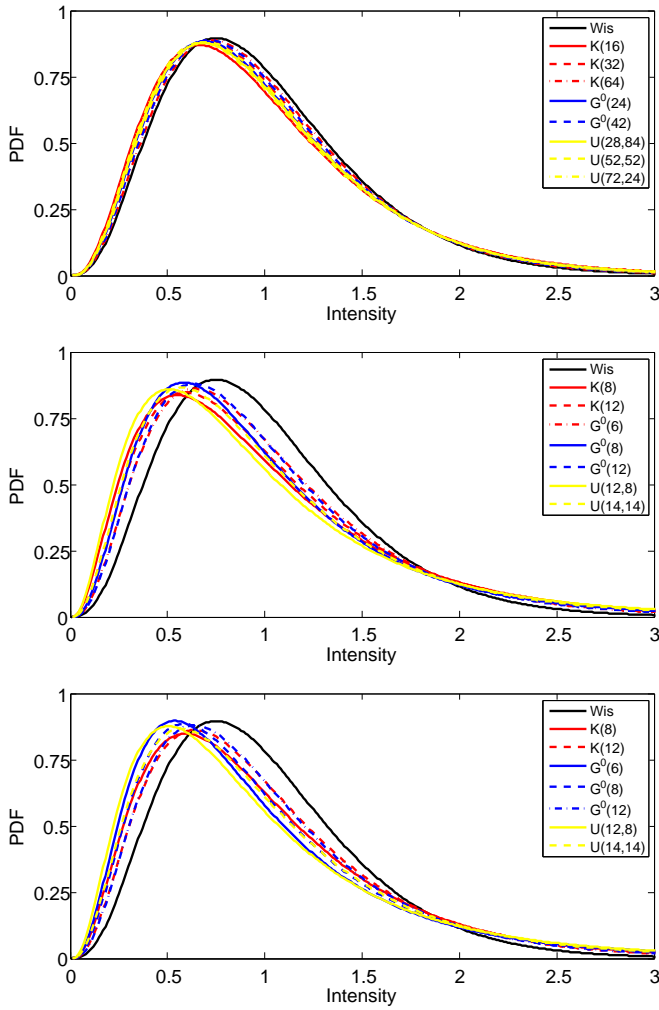 1
0.75
0.5
0.25
0
PDF
0
0.5
1
1.5
2
2.5
3
Intensity
Wis
K(16)
K(32)
K(64)
G⁰(24)
G⁰(42)
U(28,84)
U(52,52)
U(72,24)
1
0.75
0.5
0.25
0
PDF
0
0.5
1
1.5
2
2.5
3
Intensity
Wis
K(8)
K(12)
G⁰(6)
G⁰(8)
G⁰(12)
U(12,8)
U(14,14)
1
0.75
0.5
0.25
0
PDF
0
0.5
1
1.5
2
2.5
3
Intensity
Wis
K(8)
K(12)
G⁰(6)
G⁰(8)
G⁰(12)
U(12,8)
U(14,14)